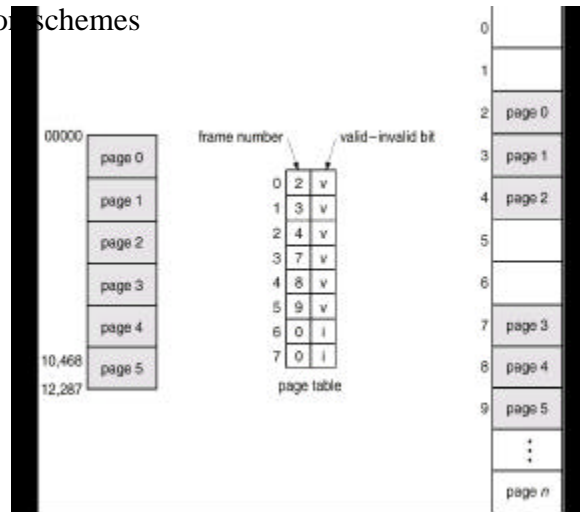 schemes
00000
page 0
page 1
page 2
page 3
page 4
page 5
10,468
12,287
frame number
valid–invalid bit
0 2 v
1 3 v
2 4 v
3 7 v
4 8 v
5 9 v
6 0 i
7 0 i
page table
0
1
2 page 0
3 page 1
4 page 2
5
6
7 page 3
8 page 4
9 page 5
⋮
page n